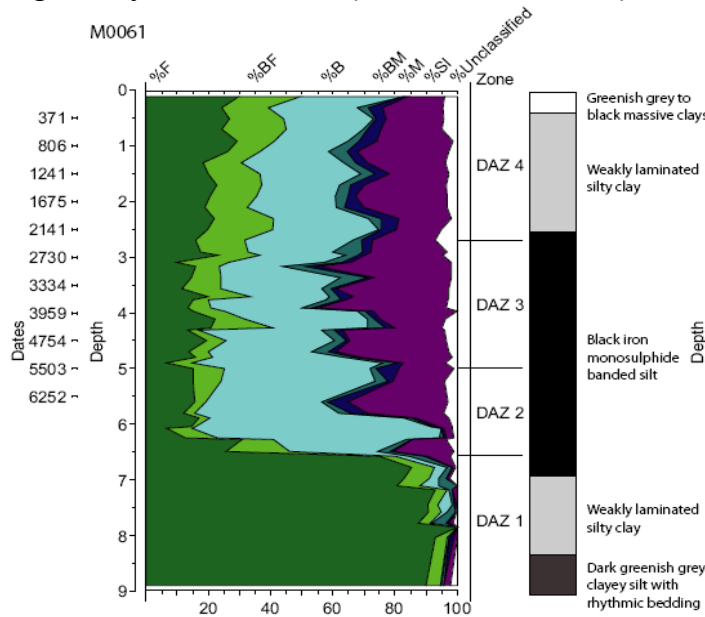 M0061
%F %BF %B %BM %M %SI %Unclassified
Zone
Dates
371
806
1241
1675
2141
2730
3334
3959
4754
5503
6252
Depth
0
1
2
3
4
5
6
7
8
9
20 40 60 80 100
DAZ 4
DAZ 3
DAZ 2
DAZ 1
Greenish grey to
black massive clays
Weakly laminated
silty clay
Black iron
monosulphide
banded silt
Weakly laminated
silty clay
Dark greenish grey
clayey silt with
rhythmic bedding
Depth